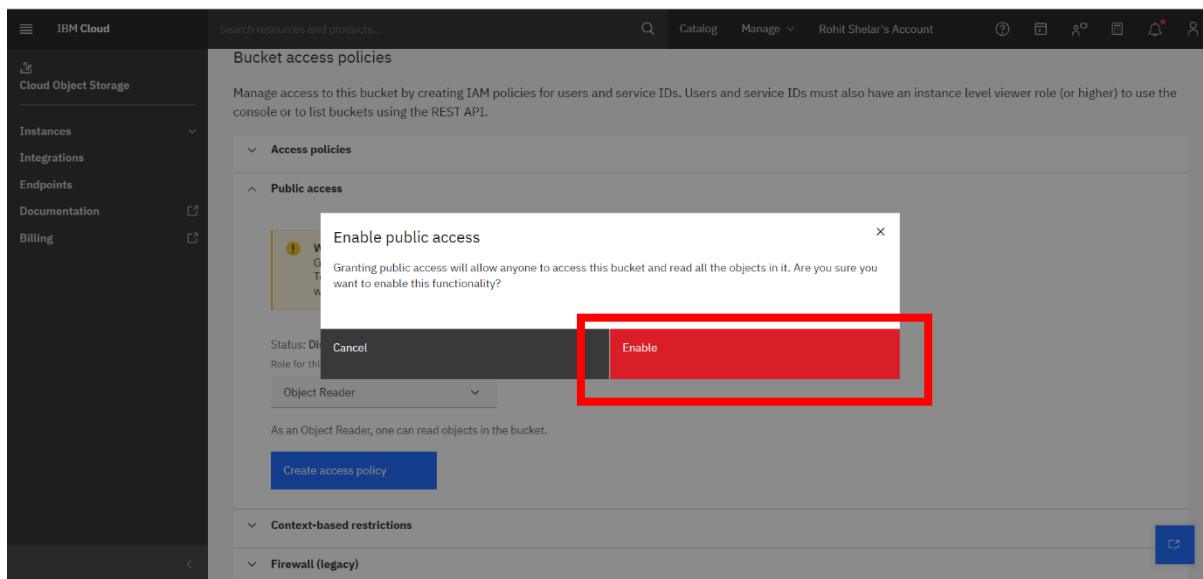 IBM Cloud
Search resources and products...
Catalog
Manage
Rohit Shelar's Account
Cloud Object Storage
Instances
Integrations
Endpoints
Documentation
Billing
Bucket access policies
Manage access to this bucket by creating IAM policies for users and service IDs. Users and service IDs must also have an instance level viewer role (or higher) to use the
console or to list buckets using the REST API.
Access policies
Public access
Enable public access
Granting public access will allow anyone to access this bucket and read all the objects in it. Are you sure you
want to enable this functionality?
Cancel
Enable
Status:
Role for
Object Reader
As an Object Reader, one can read objects in the bucket.
Create access policy
Context-based restrictions
Firewall (legacy)